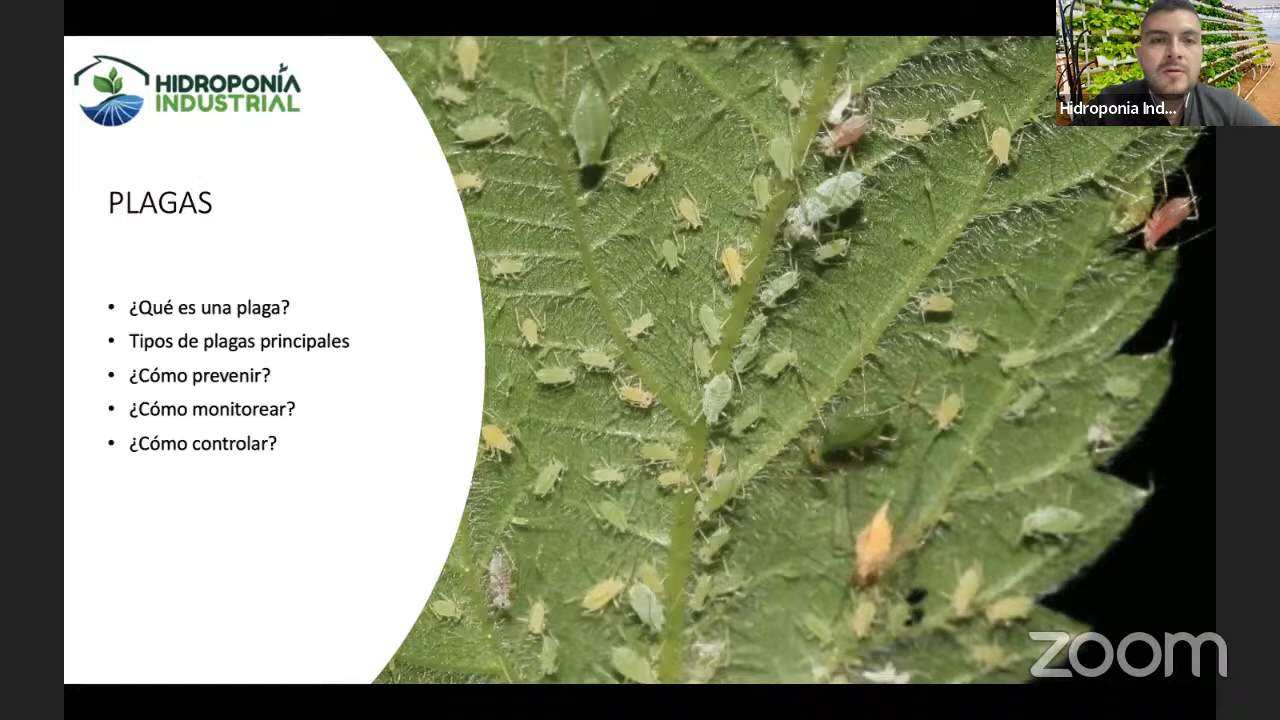 HIDROPONÍA
INDUSTRIAL
Hidroponia Ind...
PLAGAS
• ¿Qué es una plaga?
• Tipos de plagas principales
• ¿Cómo prevenir?
• ¿Cómo monitorear?
• ¿Cómo controlar?
zoom